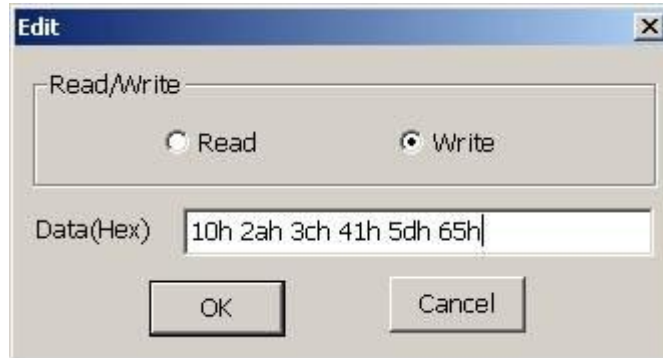 Edit
Read/Write
Read Write
Data(Hex) 10h 2ah 3ch 41h 5dh 65h
OK Cancel